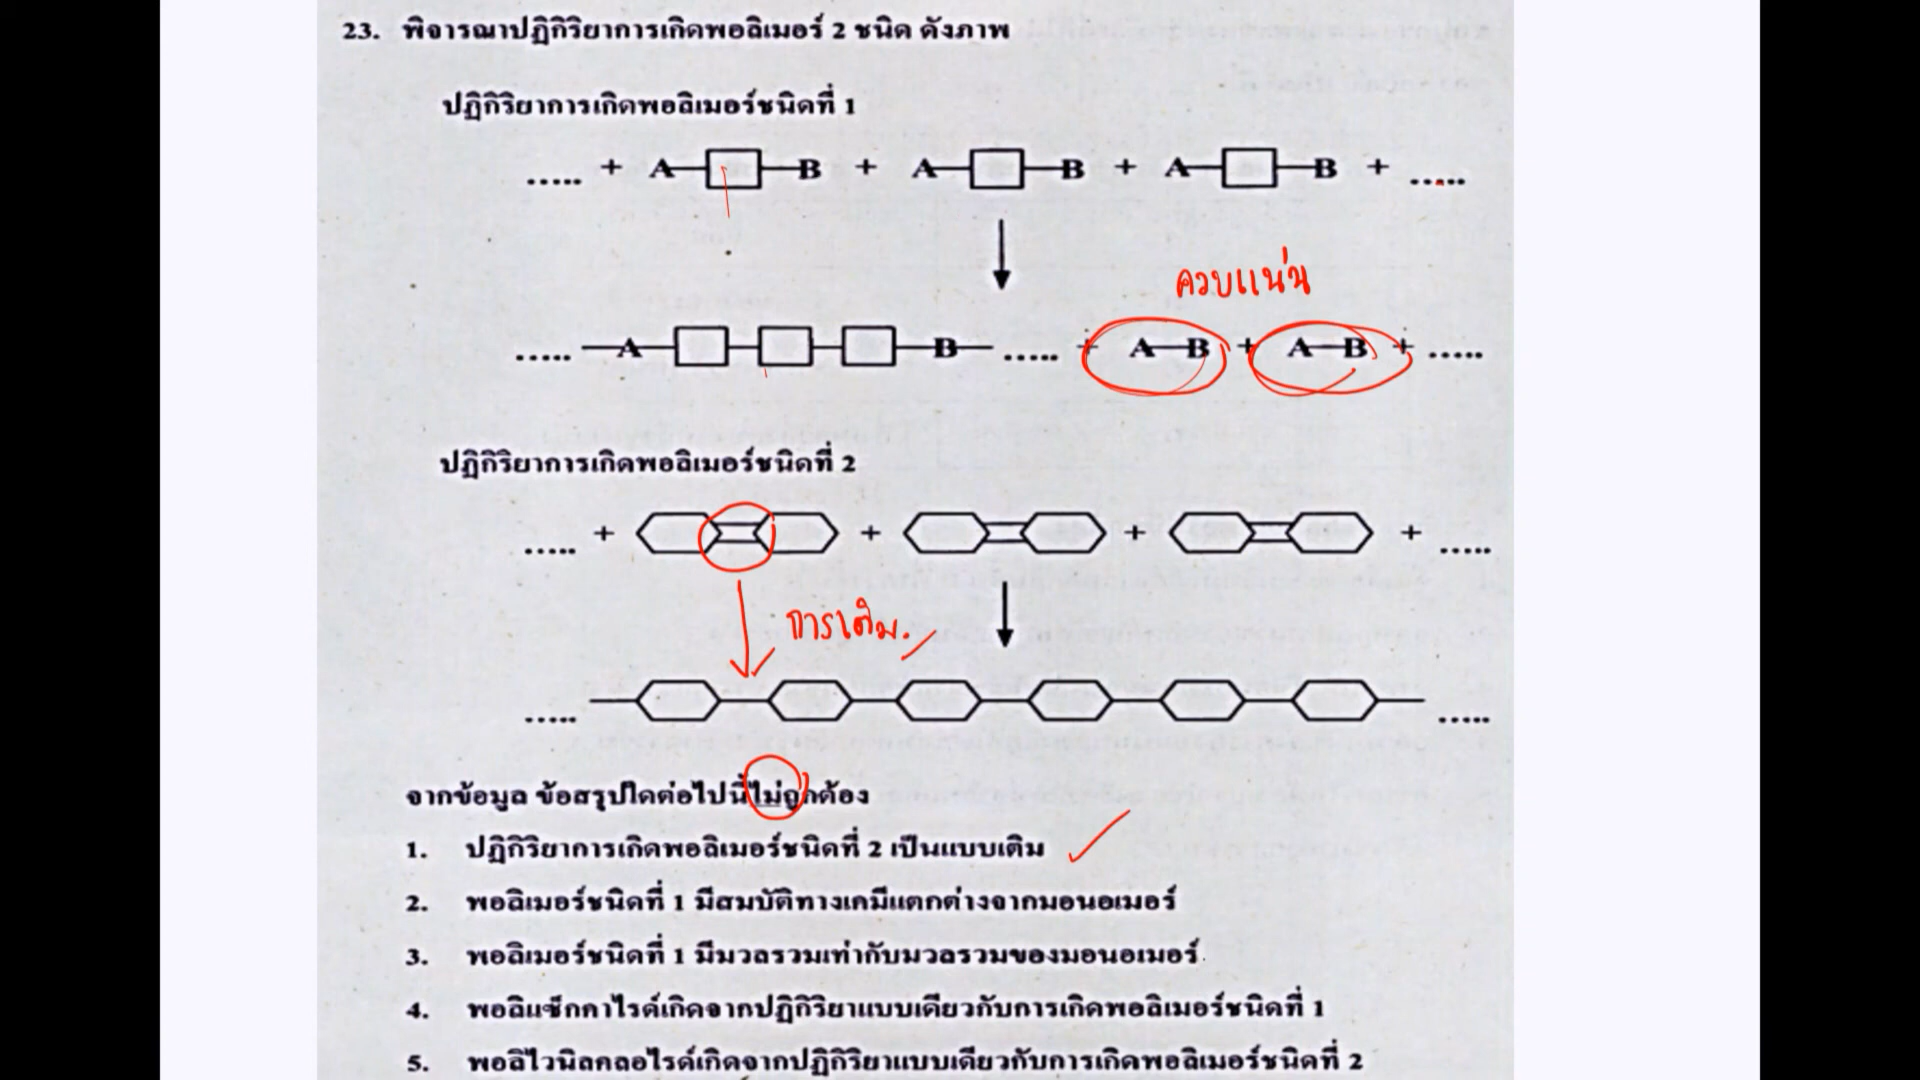 23. พิจารณาปฏิกิริยาการเกิดพอลิเมอร์ 2 ชนิด ดังภาพ
ปฏิกิริยาการเกิดพอลิเมอร์ชนิดที่ 1
..... + A B + A B + A B + .....
ควบแน่น
..... A B ..... + A B + A B + .....
ปฏิกิริยาการเกิดพอลิเมอร์ชนิดที่ 2
..... + + + + .....
การเติม.
..... .....
จากข้อมูล ข้อสรุปใดต่อไปนี้ไม่ถูกต้อง
1. ปฏิกิริยาการเกิดพอลิเมอร์ชนิดที่ 2 เป็นแบบเติม
2. พอลิเมอร์ชนิดที่ 1 มีสมบัติทางเคมีแตกต่างจากมอนอเมอร์
3. พอลิเมอร์ชนิดที่ 1 มีมวลรวมเท่ากับมวลรวมของมอนอเมอร์
4. พอลิแซ็กคาไรด์เกิดจากปฏิกิริยาแบบเดียวกับการเกิดพอลิเมอร์ชนิดที่ 1
5. พอลิไวนิลคลอไรด์เกิดจากปฏิกิริยาแบบเดียวกับการเกิดพอลิเมอร์ชนิดที่ 2